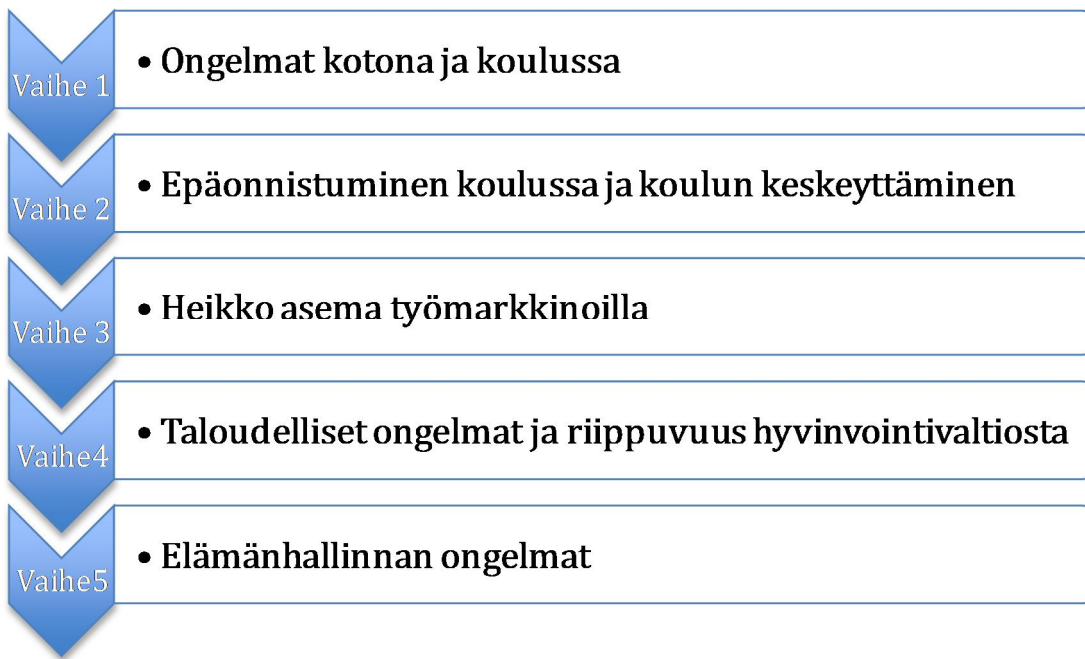 Vaihe 1
• Ongelmat kotona ja koulussa
Vaihe 2
• Epäonnistuminen koulussa ja koulun keskeyttäminen
Vaihe 3
• Heikko asema työmarkkinoilla
Vaihe4
• Taloudelliset ongelmat ja riippuvuus hyvinvointivaltiosta
Vaihe5
• Elämänhallinnan ongelmat